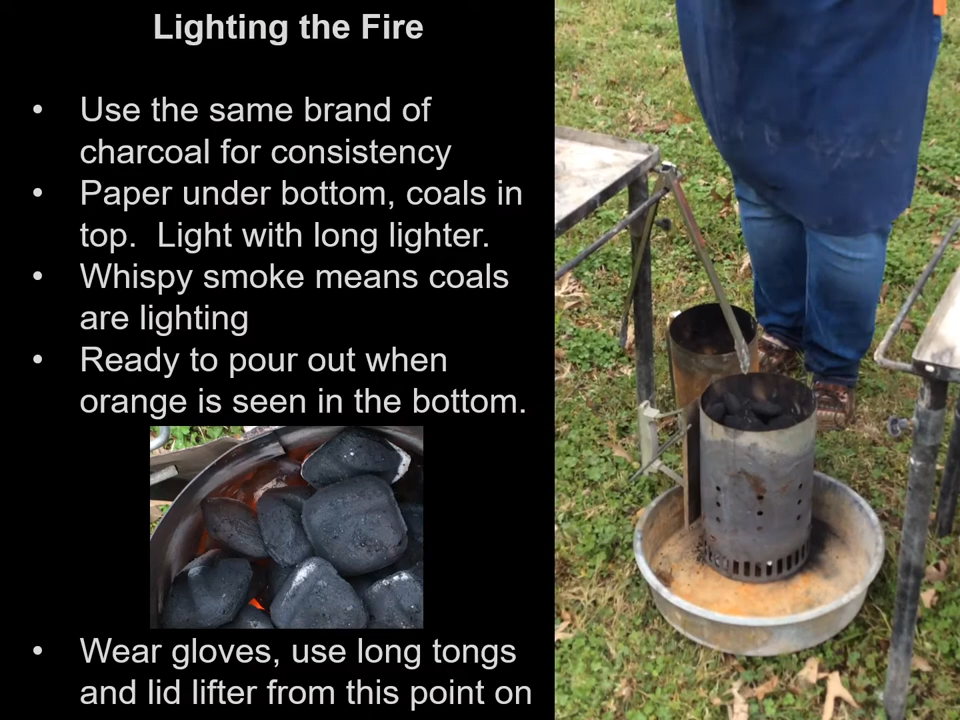 Lighting the Fire
• Use the same brand of
charcoal for consistency
• Paper under bottom, coals in
top.  Light with long lighter.
• Whispy smoke means coals
are lighting
• Ready to pour out when
orange is seen in the bottom.
• Wear gloves, use long tongs
and lid lifter from this point on